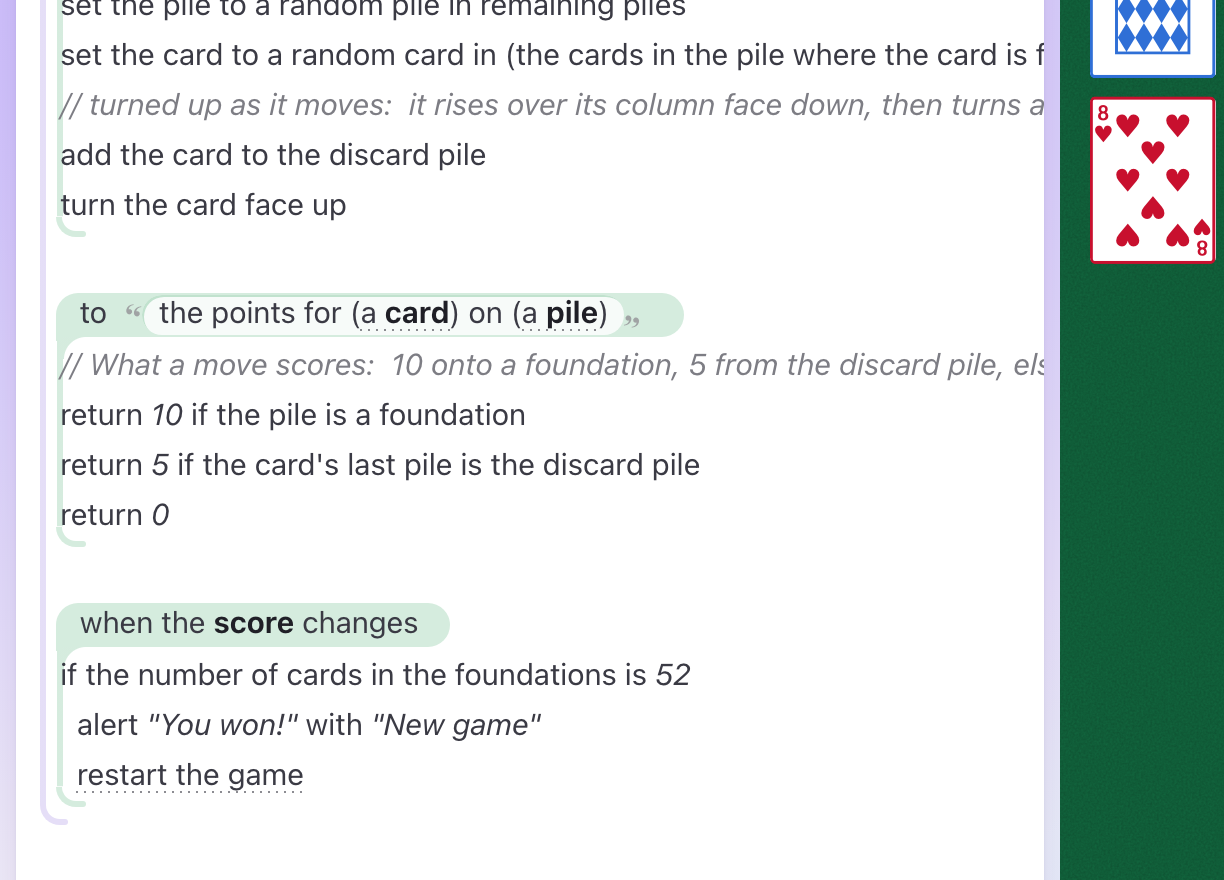 set the pile to a random pile in remaining piles
set the card to a random card in (the cards in the pile where the card is
// turned up as it moves:  it rises over its column face down, then turns
add the card to the discard pile
turn the card face up
to “ the points for (a card) on (a pile) ”
// What a move scores:  10 onto a foundation, 5 from the discard pile,
return 10 if the pile is a foundation
return 5 if the card's last pile is the discard pile
return 0
when the score changes
if the number of cards in the foundations is 52
alert "You won!" with "New game"
restart the game
8
8